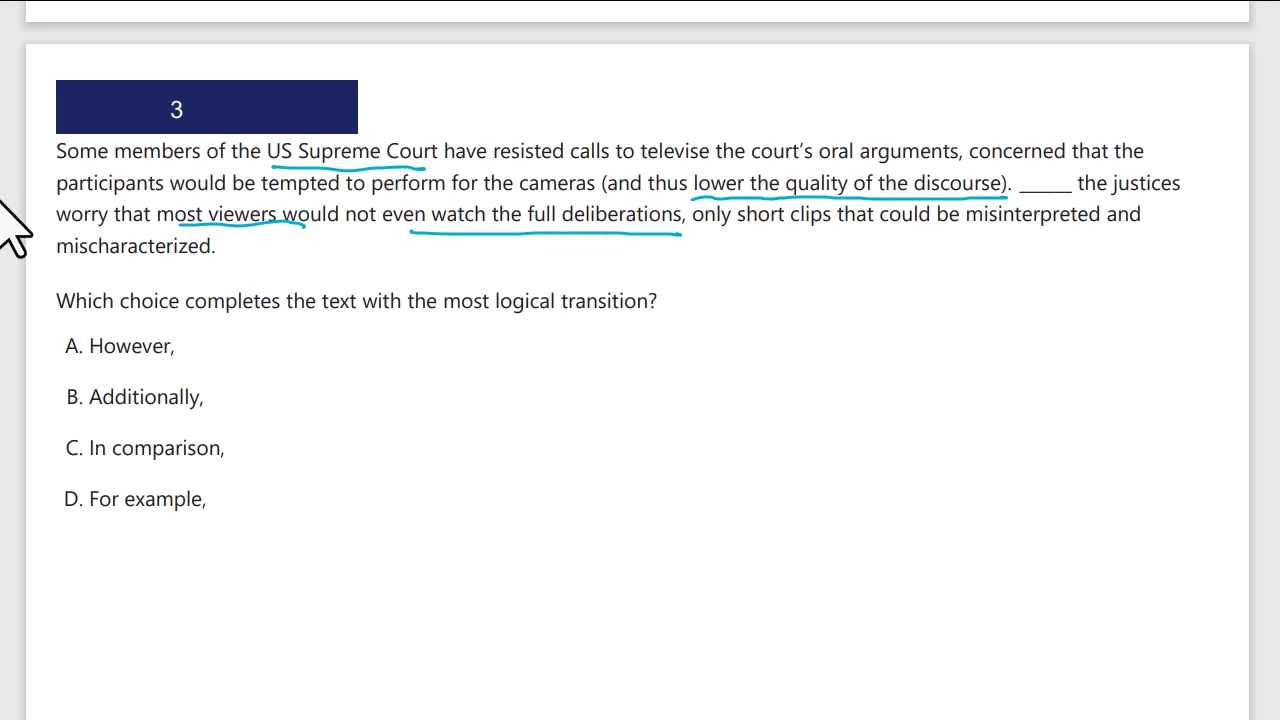 3
Some members of the US Supreme Court have resisted calls to televise the court’s oral arguments, concerned that the
participants would be tempted to perform for the cameras (and thus lower the quality of the discourse). _____ the justices
worry that most viewers would not even watch the full deliberations, only short clips that could be misinterpreted and
mischaracterized.
Which choice completes the text with the most logical transition?
A. However,
B. Additionally,
C. In comparison,
D. For example,